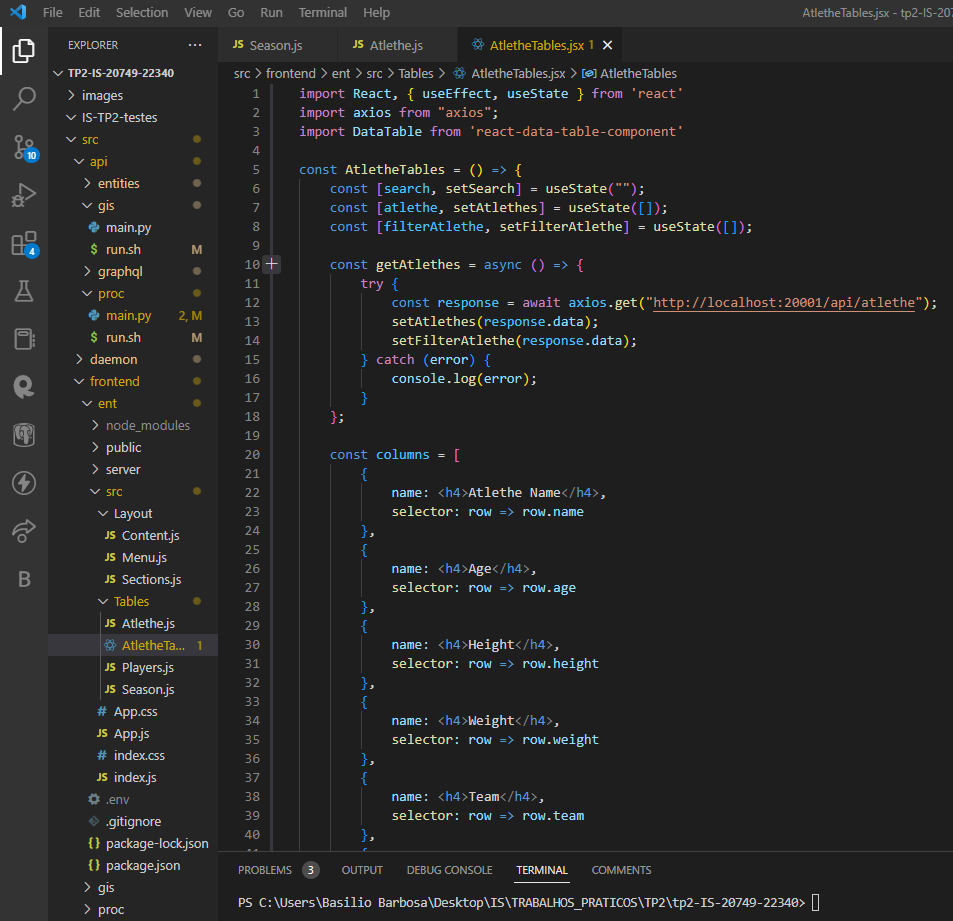 File Edit Selection View Go Run Terminal Help AtletheTables.jsx - tp2-IS-207
EXPLORER ...
TP2-IS-20749-22340
images
IS-TP2-testes
src
api
entities
gis
main.py
$ run.sh M
graphql
proc
main.py 2, M
$ run.sh M
daemon
frontend
ent
node_modules
public
server
src
Layout
JS Content.js
JS Menu.js
JS Sections.js
Tables
JS Atlethe.js
AtletheTa... 1
JS Players.js
JS Season.js
# App.css
JS App.js
# index.css
JS index.js
.env
.gitignore
{} package-lock.json
{} package.json
gis
proc
10
4
B
JS Season.js JS Atlethe.js AtletheTables.jsx 1
src > frontend > ent > src > Tables > AtletheTables.jsx > AtletheTables
1 import React, { useEffect, useState } from 'react'
2 import axios from "axios";
3 import DataTable from 'react-data-table-component'
4
5 const AtletheTables = () => {
6 const [search, setSearch] = useState("");
7 const [atlethe, setAtlethes] = useState([]);
8 const [filterAtlethe, setFilterAtlethe] = useState([]);
9
10 const getAtlethes = async () => {
11 try {
12 const response = await axios.get("http://localhost:20001/api/atlethe");
13 setAtlethes(response.data);
14 setFilterAtlethe(response.data);
15 } catch (error) {
16 console.log(error);
17 }
18 };
19
20 const columns = [
21 {
22 name: <h4>Atlethe Name</h4>,
23 selector: row => row.name
24 },
25 {
26 name: <h4>Age</h4>,
27 selector: row => row.age
28 },
29 {
30 name: <h4>Height</h4>,
31 selector: row => row.height
32 },
33 {
34 name: <h4>Weight</h4>,
35 selector: row => row.weight
36 },
37 {
38 name: <h4>Team</h4>,
39 selector: row => row.team
40 },
PROBLEMS 3 OUTPUT DEBUG CONSOLE TERMINAL COMMENTS
PS C:\Users\Basilio Barbosa\Desktop\IS\TRABALHOS_PRATICOS\TP2\tp2-IS-20749-22340>